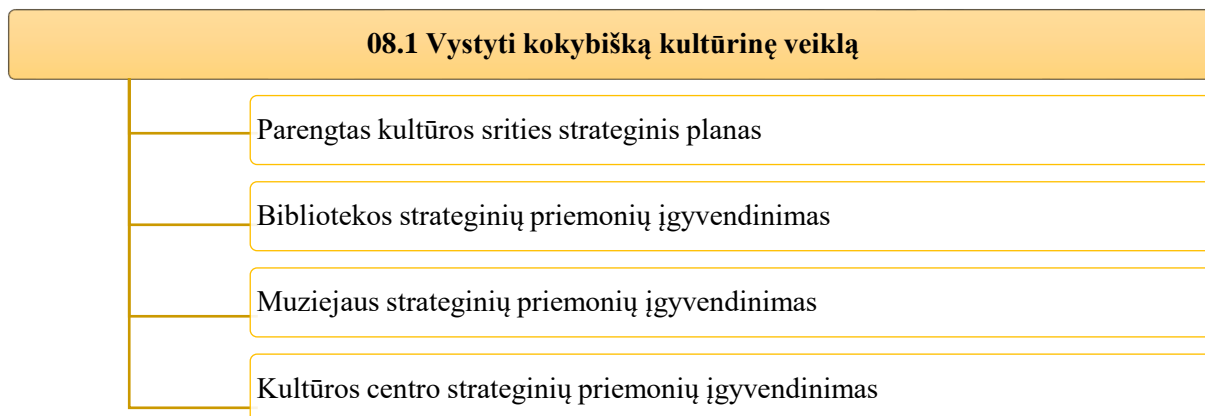 08.1 Vystyti kokybišką kultūrinę veiklą
Parengtas kultūros srities strateginis planas
Bibliotekos strateginių priemonių įgyvendinimas
Muziejaus strateginių priemonių įgyvendinimas
Kultūros centro strateginių priemonių įgyvendinimas